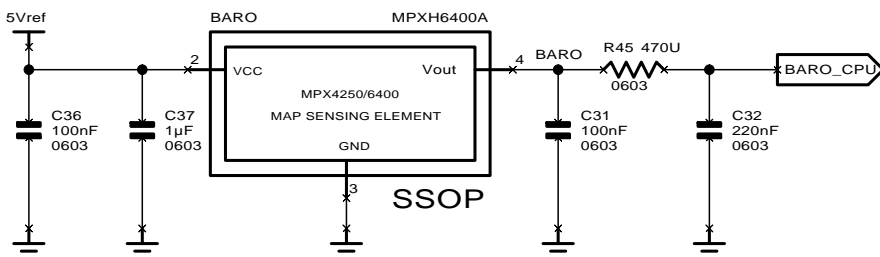 5Vref
BARO
MPXH6400A
2
VCC
Vout
4
BARO
R45 470U
0603
BARO_CPU
MPX4250/6400
MAP SENSING ELEMENT
GND
3
SSOP
C36
100nF
0603
C37
1µF
0603
C31
100nF
0603
C32
220nF
0603